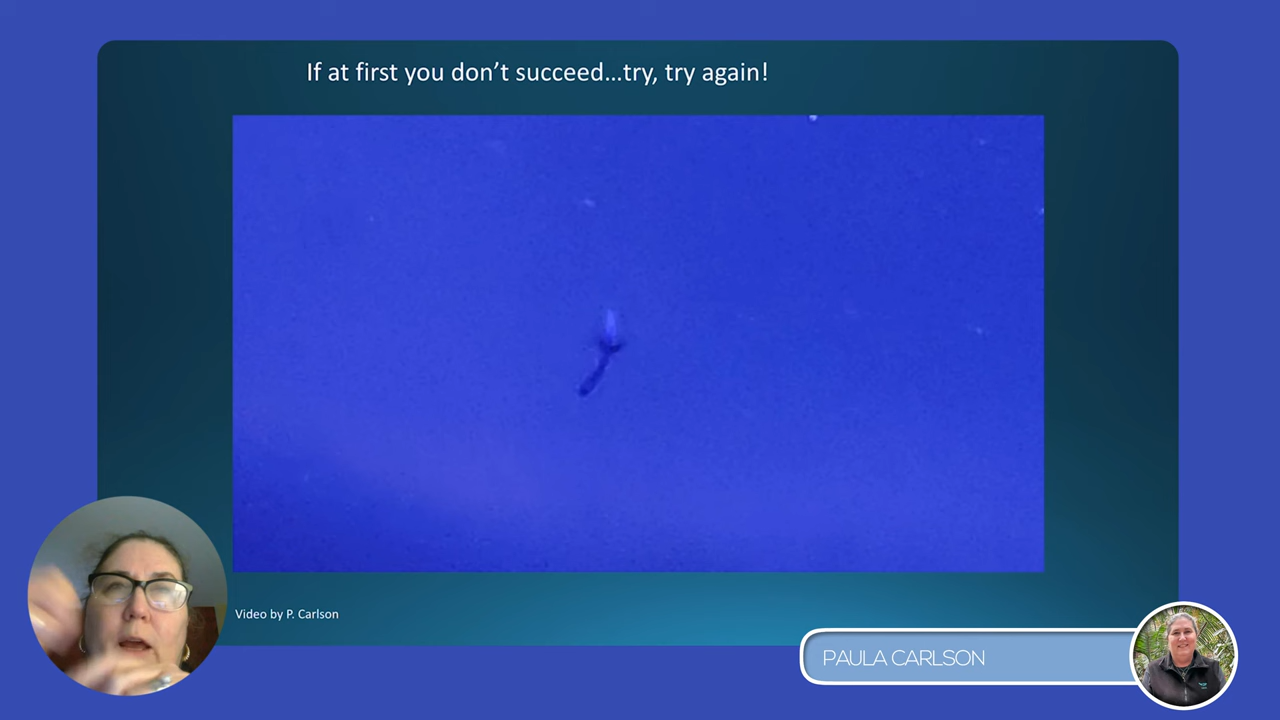 If at first you don’t succeed...try, try again!
Video by P. Carlson
PAULA CARLSON